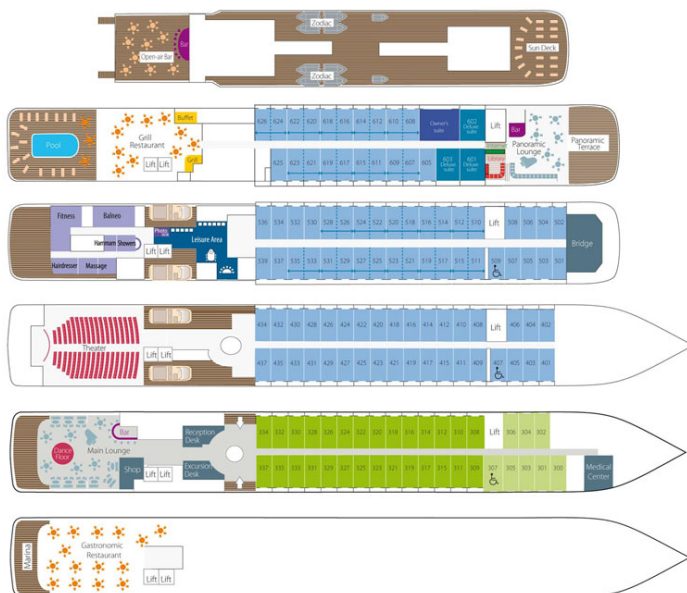 Zodiac
Open-air Bar
Bar
Sun Deck
Zodiac
Buffet
626 624 622 620 618 616 614 612 610 608
Owner's
suite
602
Deluxe
suite
Lift
Bar
Pool
Grill
Restaurant
Panoramic
Lounge
Panoramic
Terrace
Lift Lift
Grill
625 623 621 619 617 615 611 609 607 605
603
Deluxe
suite
601
Deluxe
suite
Library
Fitness
Balneo
Photo
536 534 532 530 528 526 524 522 520 518 516 514 512 510
Lift
508 506 504 502
Hammam
Showers
Leisure Area
Lift Lift
Bridge
Hairdresser
Massage
539 537 535 533 531 529 527 525 523 521 519 517 515 511
509
505 503 501
434 432 430 428 426 424 422 420 418 416 414 412 410 408
Lift
406 404 402
Theater
Lift Lift
437 435 433 431 429 427 425 423 421 419 417 415 411 409
407
405 403 401
Bar
Reception
Desk
334 332 330 328 326 324 322 320 318 316 314 312 310 308
Lift
306 304 302
Dance
Floor
Main Lounge
Shop
Lift Lift
Excursion
Desk
337 335 333 331 329 327 325 323 321 319 317 315 311 309
307
305 303 301 300
Medical
Center
Marina
Gastronomic
Restaurant
Lift Lift